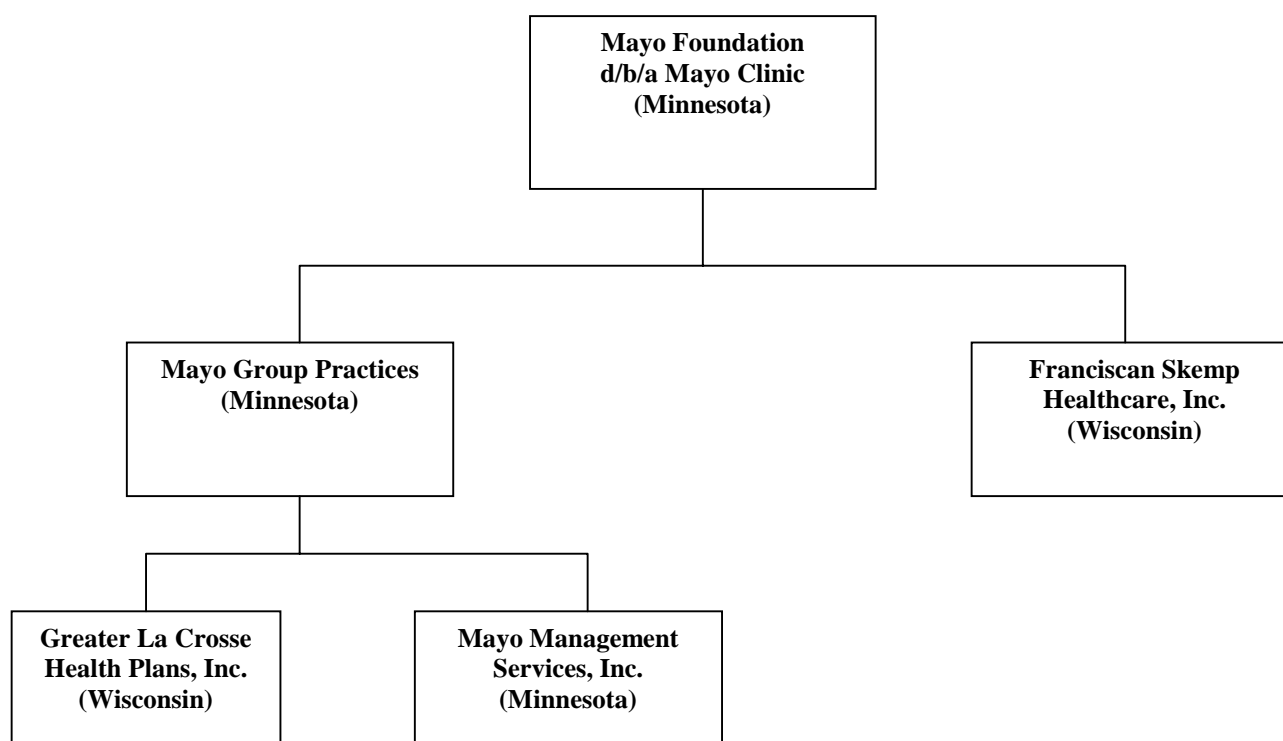 Mayo Foundation
d/b/a Mayo Clinic
(Minnesota)
Mayo Group Practices
(Minnesota)
Franciscan Skemp
Healthcare, Inc.
(Wisconsin)
Greater La Crosse
Health Plans, Inc.
(Wisconsin)
Mayo Management
Services, Inc.
(Minnesota)